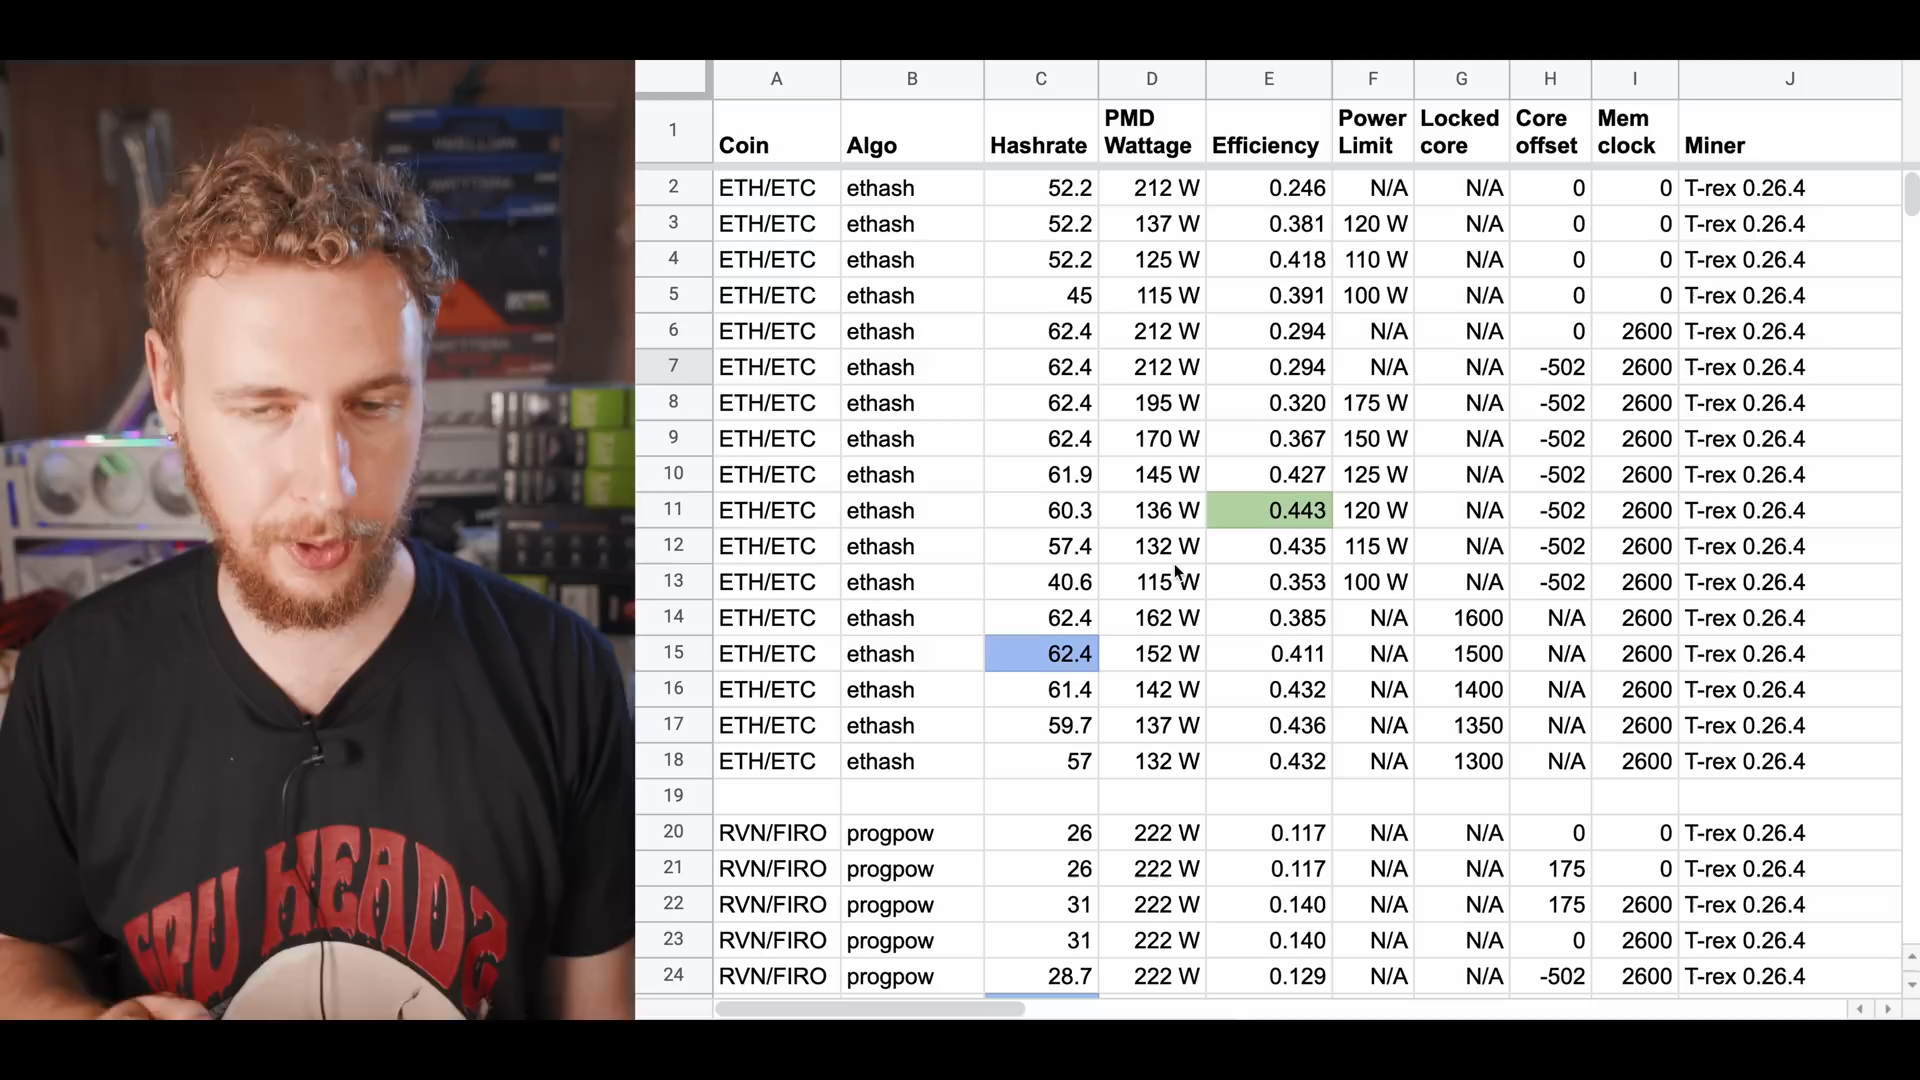 A B C D E F G H I J
1 Coin Algo Hashrate PMD Wattage Efficiency Power Limit Locked core Core offset Mem clock Miner
2 ETH/ETC ethash 52.2 212 W 0.246 N/A N/A 0 0 T-rex 0.26.4
3 ETH/ETC ethash 52.2 137 W 0.381 120 W N/A 0 0 T-rex 0.26.4
4 ETH/ETC ethash 52.2 125 W 0.418 110 W N/A 0 0 T-rex 0.26.4
5 ETH/ETC ethash 45 115 W 0.391 100 W N/A 0 0 T-rex 0.26.4
6 ETH/ETC ethash 62.4 212 W 0.294 N/A N/A 0 2600 T-rex 0.26.4
7 ETH/ETC ethash 62.4 212 W 0.294 N/A N/A -502 2600 T-rex 0.26.4
8 ETH/ETC ethash 62.4 195 W 0.320 175 W N/A -502 2600 T-rex 0.26.4
9 ETH/ETC ethash 62.4 170 W 0.367 150 W N/A -502 2600 T-rex 0.26.4
10 ETH/ETC ethash 61.9 145 W 0.427 125 W N/A -502 2600 T-rex 0.26.4
11 ETH/ETC ethash 60.3 136 W 0.443 120 W N/A -502 2600 T-rex 0.26.4
12 ETH/ETC ethash 57.4 132 W 0.435 115 W N/A -502 2600 T-rex 0.26.4
13 ETH/ETC ethash 40.6 115 W 0.353 100 W N/A -502 2600 T-rex 0.26.4
14 ETH/ETC ethash 62.4 162 W 0.385 N/A 1600 N/A 2600 T-rex 0.26.4
15 ETH/ETC ethash 62.4 152 W 0.411 N/A 1500 N/A 2600 T-rex 0.26.4
16 ETH/ETC ethash 61.4 142 W 0.432 N/A 1400 N/A 2600 T-rex 0.26.4
17 ETH/ETC ethash 59.7 137 W 0.436 N/A 1350 N/A 2600 T-rex 0.26.4
18 ETH/ETC ethash 57 132 W 0.432 N/A 1300 N/A 2600 T-rex 0.26.4
19
20 RVN/FIRO progpow 26 222 W 0.117 N/A N/A 0 0 T-rex 0.26.4
21 RVN/FIRO progpow 26 222 W 0.117 N/A N/A 175 0 T-rex 0.26.4
22 RVN/FIRO progpow 31 222 W 0.140 N/A N/A 175 2600 T-rex 0.26.4
23 RVN/FIRO progpow 31 222 W 0.140 N/A N/A 0 2600 T-rex 0.26.4
24 RVN/FIRO progpow 28.7 222 W 0.129 N/A N/A -502 2600 T-rex 0.26.4
HEADZ